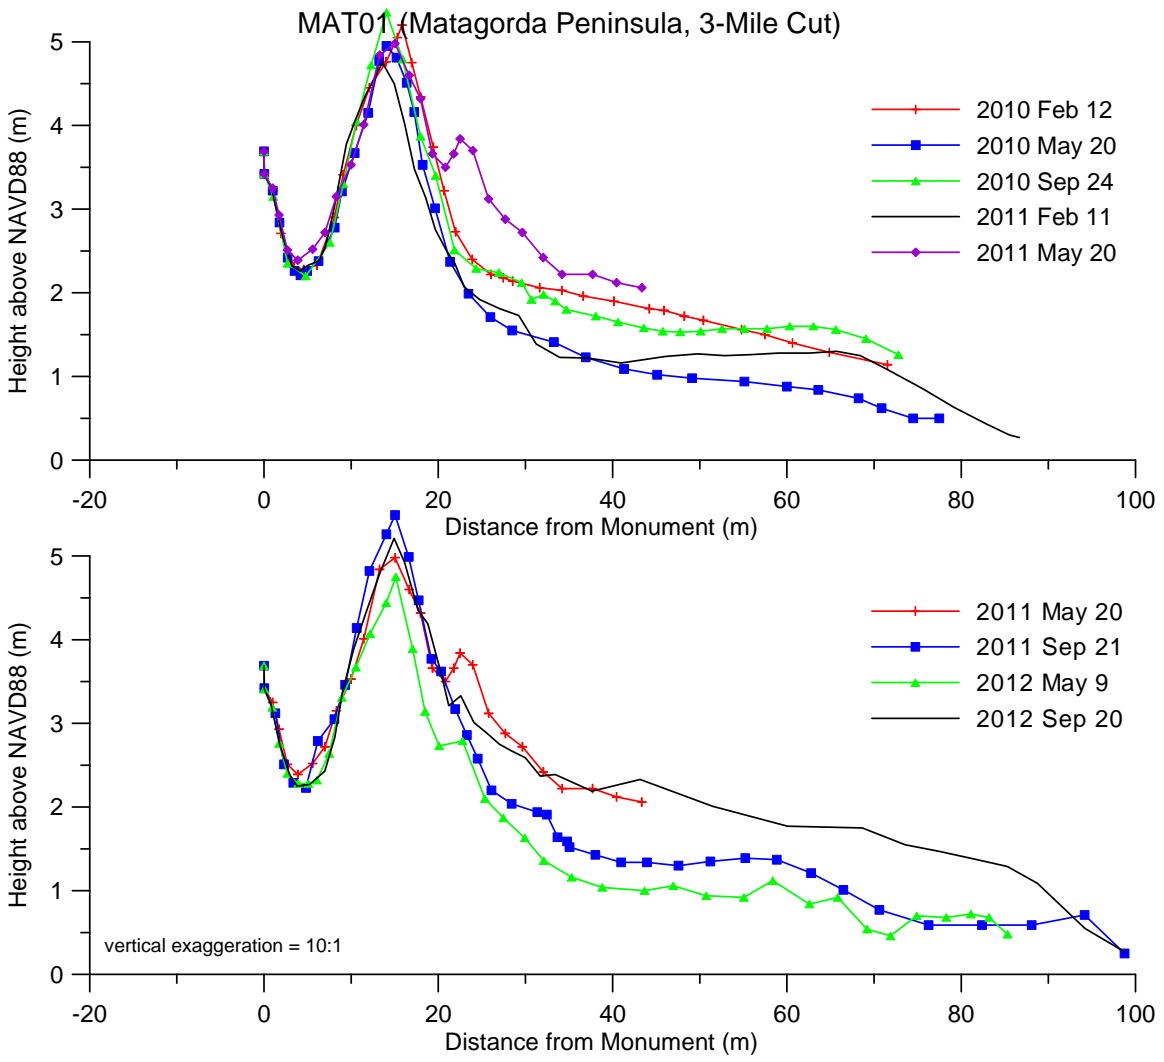 MAT01 (Matagorda Peninsula, 3-Mile Cut)
5
4
3
2
1
0
Height above NAVD88 (m)
2010 Feb 12
2010 May 20
2010 Sep 24
2011 Feb 11
2011 May 20
-20 0 20 40 60 80 100
Distance from Monument (m)
5
4
3
2
1
0
Height above NAVD88 (m)
2011 May 20
2011 Sep 21
2012 May 9
2012 Sep 20
vertical exaggeration = 10:1
-20 0 20 40 60 80 100
Distance from Monument (m)